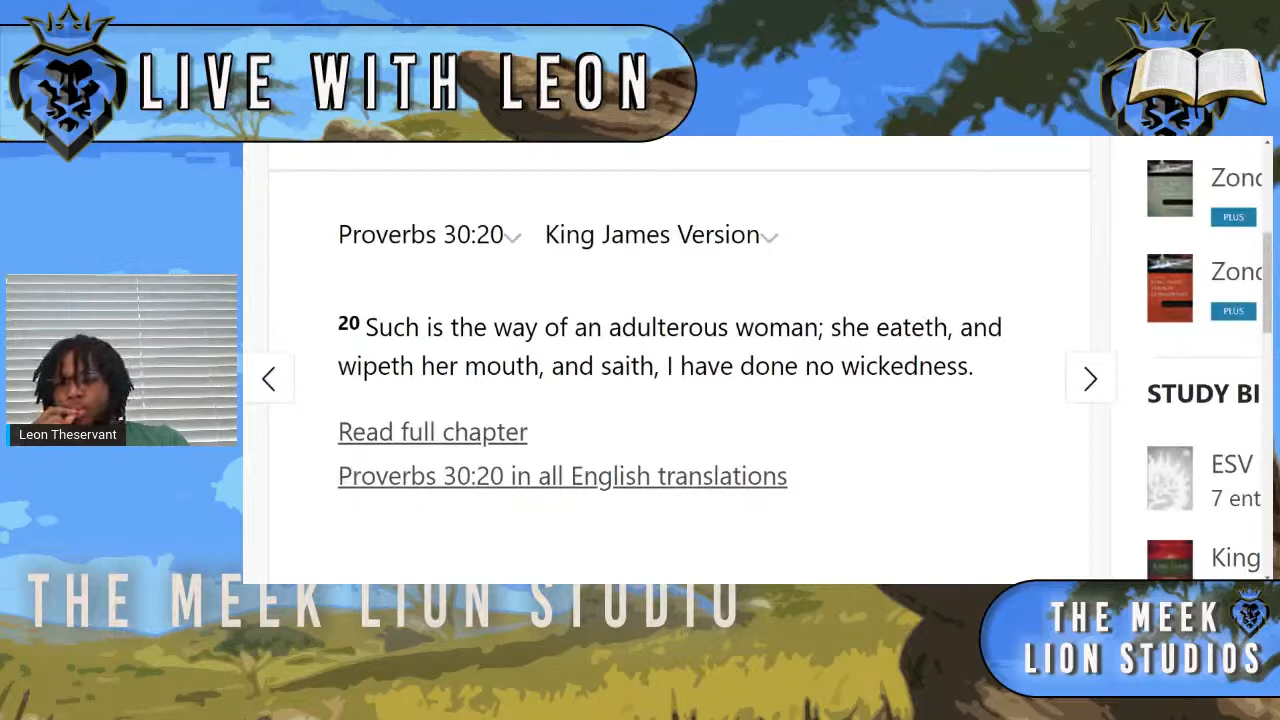 LIVE WITH LEON
Zond
PLUS
Proverbs 30:20
King James Version
Zond
PLUS
20 Such is the way of an adulterous woman; she eateth, and
wipeth her mouth, and saith, I have done no wickedness.
STUDY BI
Leon Theservant
Read full chapter
ESV
Proverbs 30:20 in all English translations
7 ent
King
THE MEEK LION STUDIO
THE MEEK
LION STUDIOS